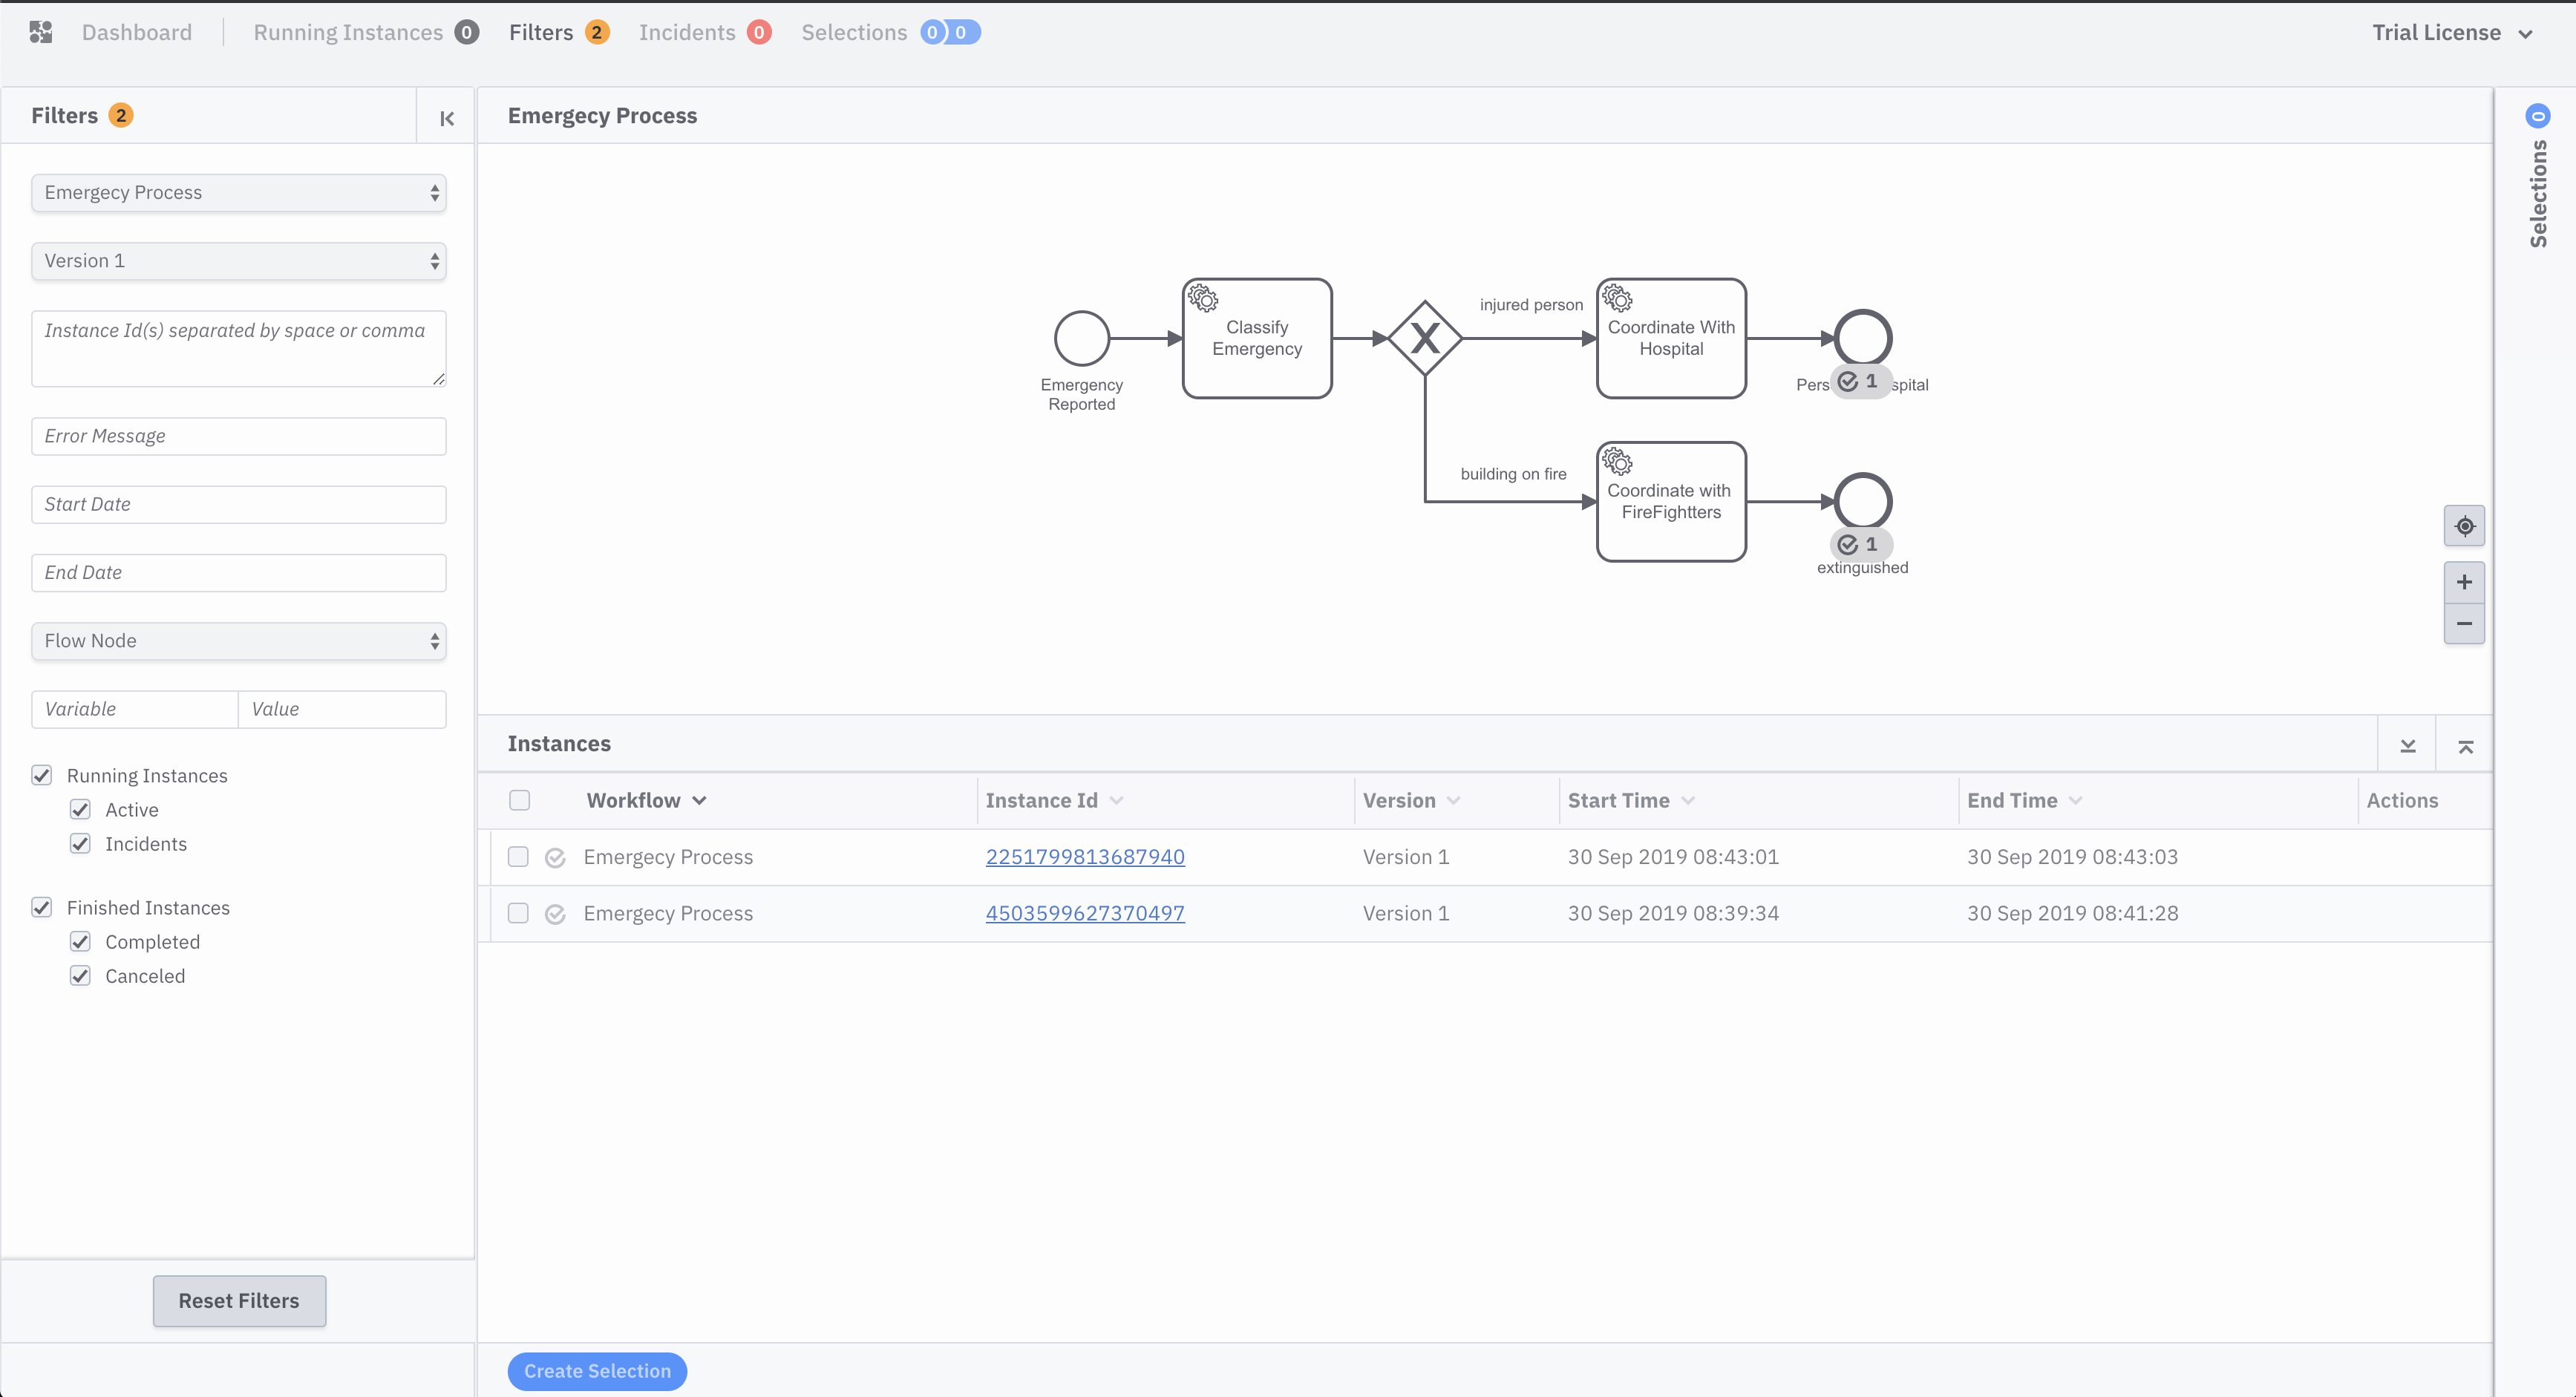 Dashboard Running Instances 0 Filters 2 Incidents 0 Selections 0 0 Trial License
Filters 2
Emergecy Process
Version 1
Instance Id(s) separated by space or comma
Error Message
Start Date
End Date
Flow Node
Variable Value
Running Instances
Active
Incidents
Finished Instances
Completed
Canceled
Reset Filters
Emergecy Process
Emergency
Reported
Classify
Emergency
injured person
Coordinate With
Hospital
1
building on fire
Coordinate with
FireFightters
1
extinguished
Instances
Workflow Instance Id Version Start Time End Time Actions
Emergecy Process 2251799813687940 Version 1 30 Sep 2019 08:43:01 30 Sep 2019 08:43:03
Emergecy Process 4503599627370497 Version 1 30 Sep 2019 08:39:34 30 Sep 2019 08:41:28
Create Selection
Selections 0